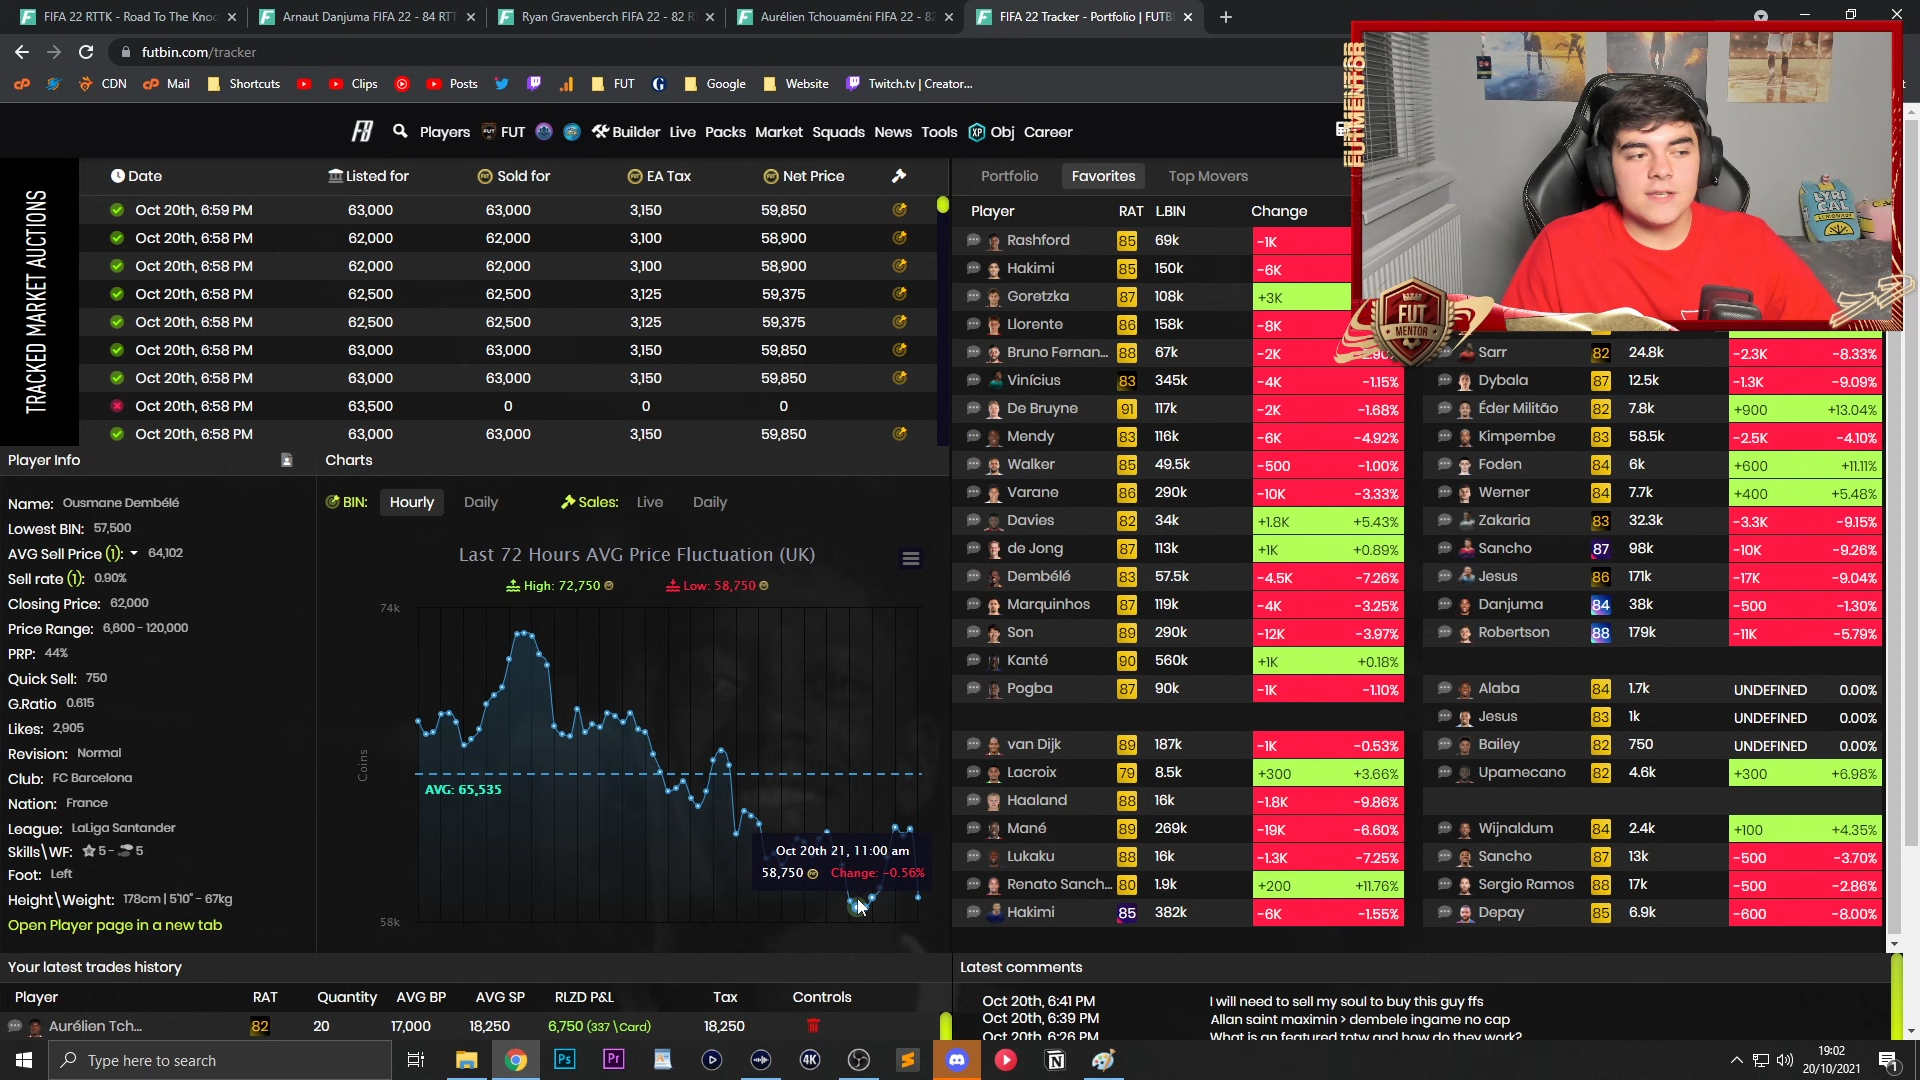 FIFA 22 RTTK - Road To The Knoc
Arnaut Danjuma FIFA 22 - 84 RTT
Ryan Gravenberch FIFA 22 - 82 R
Aurélien Tchouaméni FIFA 22 - 82
FIFA 22 Tracker - Portfolio | FUTB
futbin.com/tracker
CDN Mail Shortcuts Clips Posts FUT Google Website Twitch.tv | Creator...
Players FUT Builder Live Packs Market Squads News Tools XP Obj Career
TRACKED MARKET AUCTIONS
Date Listed for Sold for EA Tax Net Price
Oct 20th, 6:59 PM 63,000 63,000 3,150 59,850
Oct 20th, 6:58 PM 62,000 62,000 3,100 58,900
Oct 20th, 6:58 PM 62,000 62,000 3,100 58,900
Oct 20th, 6:58 PM 62,500 62,500 3,125 59,375
Oct 20th, 6:58 PM 62,500 62,500 3,125 59,375
Oct 20th, 6:58 PM 63,000 63,000 3,150 59,850
Oct 20th, 6:58 PM 63,000 63,000 3,150 59,850
Oct 20th, 6:58 PM 63,500 0 0 0
Oct 20th, 6:58 PM 63,000 63,000 3,150 59,850
Player Info
Name: Ousmane Dembélé
Lowest BIN: 57,500
AVG Sell Price (1): 64,102
Sell rate (1): 0.90%
Closing Price: 62,000
Price Range: 6,600 - 120,000
PRP: 44%
Quick Sell: 750
G.Ratio 0.615
Likes: 2,905
Revision: Normal
Club: FC Barcelona
Nation: France
League: LaLiga Santander
Skills\WF: 5 - 5
Foot: Left
Height\Weight: 178cm | 5'10" - 67kg
Open Player page in a new tab
Charts
BIN: Hourly Daily Sales: Live Daily
Last 72 Hours AVG Price Fluctuation (UK)
High: 72,750 Low: 58,750
74k
Coins
AVG: 65,535
Oct 20th 21, 11:00 am
58,750 Change: -0.56%
58k
Portfolio Favorites Top Movers
Player RAT LBIN Change
Rashford 85 69k -1K
Hakimi 85 150k -6K
Goretzka 87 108k +3K
Llorente 86 158k -8K
Bruno Fernan... 88 67k -2K
Vinícius 83 345k -4K -1.15%
De Bruyne 91 117k -2K -1.68%
Mendy 83 116k -6K -4.92%
Walker 85 49.5k -500 -1.00%
Varane 86 290k -10K -3.33%
Davies 82 34k +1.8K +5.43%
de Jong 87 113k +1K +0.89%
Dembélé 83 57.5k -4.5K -7.26%
Marquinhos 87 119k -4K -3.25%
Son 89 290k -12K -3.97%
Kanté 90 560k +1K +0.18%
Pogba 87 90k -1K -1.10%
van Dijk 89 187k -1K -0.53%
Lacroix 79 8.5k +300 +3.66%
Haaland 88 16k -1.8K -9.86%
Mané 89 269k -19K -6.60%
Lukaku 88 16k -1.3K -7.25%
Renato Sanch... 80 1.9k +200 +11.76%
Hakimi 85 382k -6K -1.55%
Sarr 82 24.8k -2.3K -8.33%
Dybala 87 12.5k -1.3K -9.09%
Éder Militão 82 7.8k +900 +13.04%
Kimpembe 83 58.5k -2.5K -4.10%
Foden 84 6k +600 +11.11%
Werner 84 7.7k +400 +5.48%
Zakaria 83 32.3k -3.3K -9.15%
Sancho 87 98k -10K -9.26%
Jesus 86 171k -17K -9.04%
Danjuma 84 38k -500 -1.30%
Robertson 88 179k -11K -5.79%
Alaba 84 1.7k UNDEFINED 0.00%
Jesus 83 1k UNDEFINED 0.00%
Bailey 82 750 UNDEFINED 0.00%
Upamecano 82 4.6k +300 +6.98%
Wijnaldum 84 2.4k +100 +4.35%
Sancho 87 13k -500 -3.70%
Sergio Ramos 88 17k -500 -2.86%
Depay 85 6.9k -600 -8.00%
FUTMENTOR
FUT
MENTOR
LYRI
CAL
LEMONADE
Your latest trades history
Player RAT Quantity AVG BP AVG SP RLZD P&L Tax Controls
Aurélien Tch... 82 20 17,000 18,250 6,750 (337 \Card) 18,250
Latest comments
Oct 20th, 6:41 PM I will need to sell my soul to buy this guy ffs
Oct 20th, 6:39 PM Allan saint maximin > dembele ingame no cap
Oct 20th, 6:26 PM What is an featured totw and how do they work?
Type here to search
Ps Pr 4K
19:02
20/10/2021
1